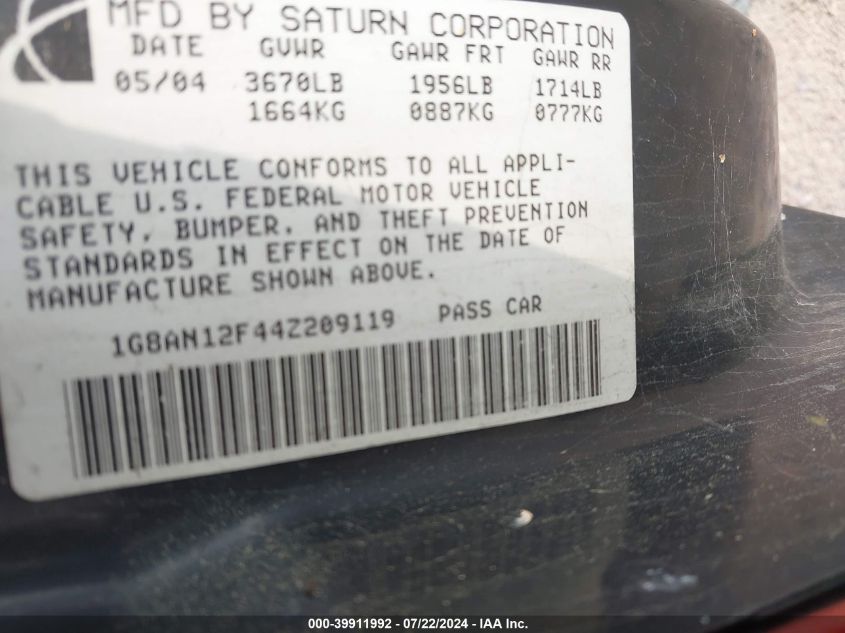 MFD BY SATURN CORPORATION
DATE GVWR GAWR FRT GAWR RR
05/04 3670LB 1956LB 1714LB
1664KG 0887KG 0777KG
THIS VEHICLE CONFORMS TO ALL APPLI-
CABLE U.S. FEDERAL MOTOR VEHICLE
SAFETY, BUMPER, AND THEFT PREVENTION
STANDARDS IN EFFECT ON THE DATE OF
MANUFACTURE SHOWN ABOVE.
1G8AN12F44Z209119 PASS CAR
000-39911992 / 07/22/2024 - IAA Inc.